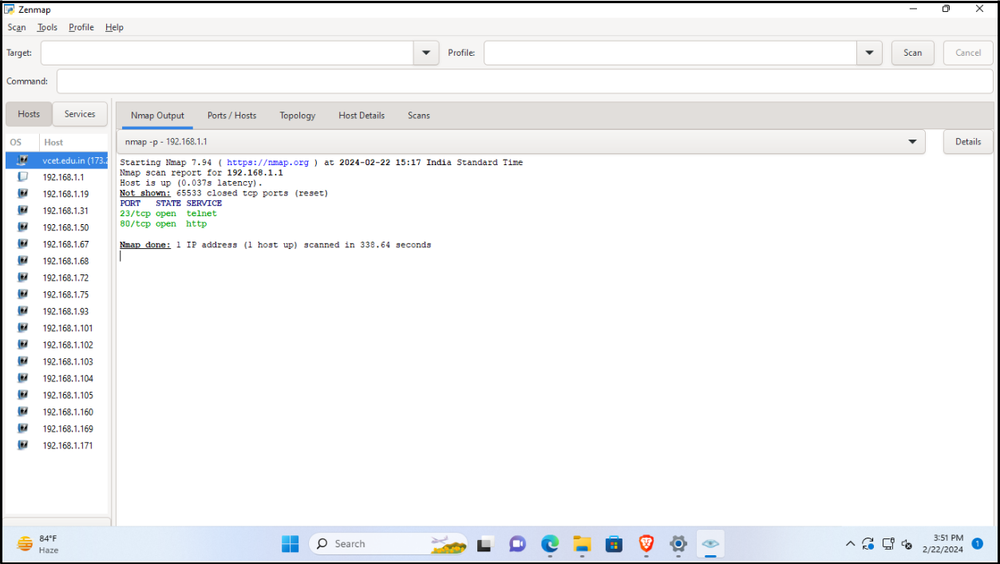 Zenmap
Scan Tools Profile Help
Target: Profile: Scan Cancel
Command:
Hosts Services
Nmap Output Ports / Hosts Topology Host Details Scans
OS Host
nmap -p - 192.168.1.1 Details
vcet.edu.in (173.2
192.168.1.1
192.168.1.19
192.168.1.31
192.168.1.50
192.168.1.67
192.168.1.68
192.168.1.72
192.168.1.75
192.168.1.93
192.168.1.101
192.168.1.102
192.168.1.103
192.168.1.104
192.168.1.105
192.168.1.160
192.168.1.169
192.168.1.171
Starting Nmap 7.94 ( https://nmap.org ) at 2024-02-22 15:17 India Standard Time
Nmap scan report for 192.168.1.1
Host is up (0.037s latency).
Not shown: 65533 closed tcp ports (reset)
PORT STATE SERVICE
23/tcp open telnet
80/tcp open http
Nmap done: 1 IP address (1 host up) scanned in 338.64 seconds
84°F
Haze
Search
3:51 PM
2/22/2024
1